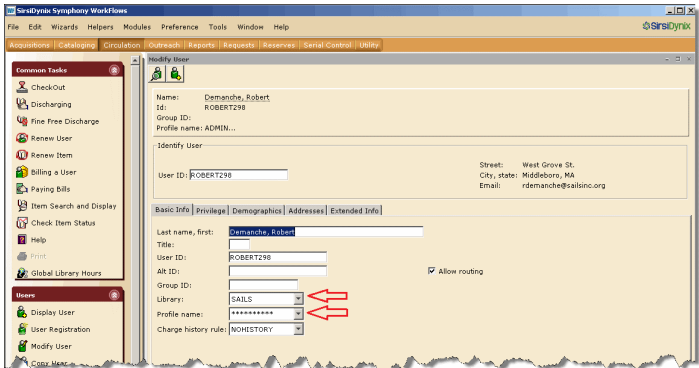 SirsiDynix Symphony WorkFlows
File Edit Wizards Helpers Modules Preference Tools Window Help
SirsiDynix
Acquisitions Cataloging Circulation Outreach Reports Requests Reserves Serial Control Utility
Common Tasks
CheckOut
Discharging
Fine Free Discharge
Renew User
Renew Item
Billing a User
Paying Bills
Item Search and Display
Check Item Status
Help
Print
Global Library Hours
Users
Display User
User Registration
Modify User
Copy User
Modify User
Name: Demanche, Robert
Id: ROBERT298
Group ID:
Profile name: ADMIN...
Identify User
User ID: ROBERT298
Street: West Grove St.
City, state: Middleboro, MA
Email: rdemanche@sailsinc.org
Basic Info Privilege Demographics Addresses Extended Info
Last name, first: Demanche, Robert
Title:
User ID: ROBERT298
Alt ID:
Allow routing
Group ID:
Library: SAILS
Profile name: **********
Charge history rule: NOHISTORY